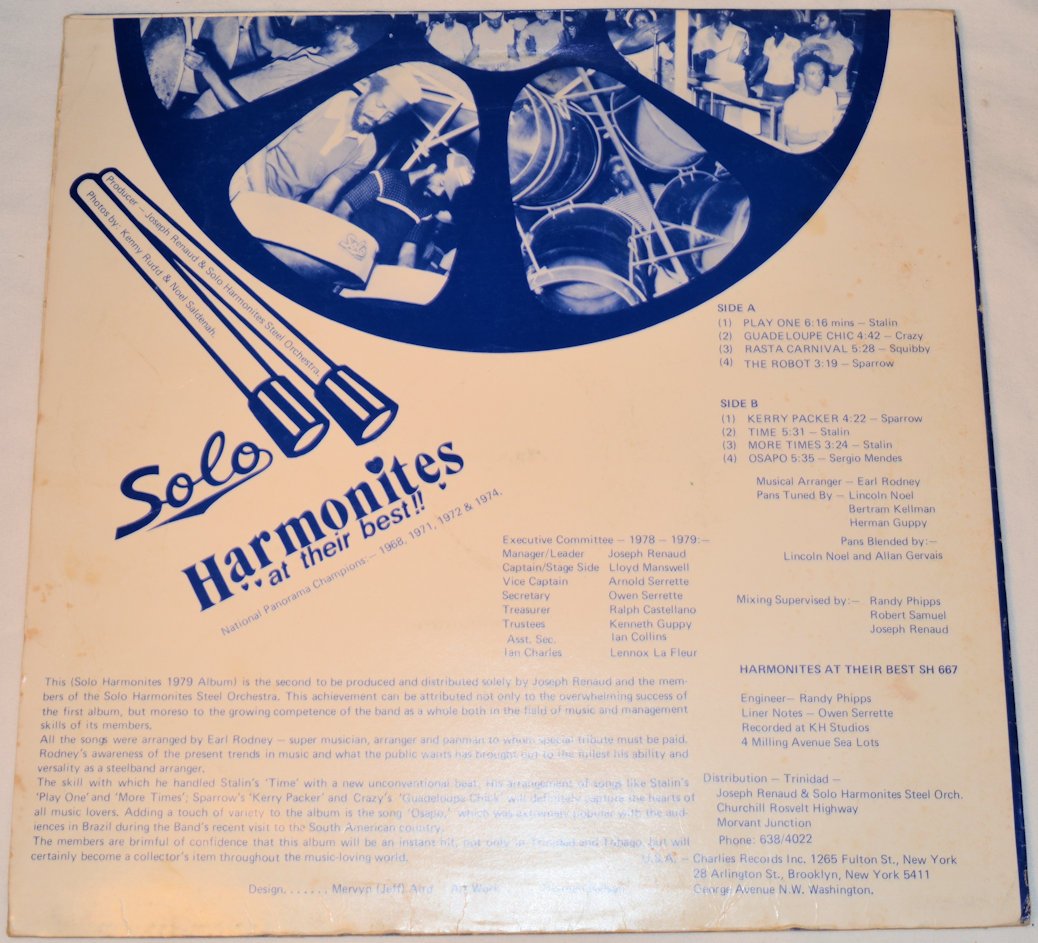 Producer – Joseph Renaud & Solo Harmonites Steel Orchestra.
Photos by: Kenny Rudd & Noel Saldenah.
Solo
Harmonites
at their best!!
National Panorama Champions:– 1968, 1971, 1972 & 1974.
SIDE A
(1) PLAY ONE 6:16 mins – Stalin
(2) GUADELOUPE CHIC 4:42 – Crazy
(3) RASTA CARNIVAL 5:28 – Squibby
(4) THE ROBOT 3:19 – Sparrow
SIDE B
(1) KERRY PACKER 4:22 – Sparrow
(2) TIME 5:31 – Stalin
(3) MORE TIMES 3:24 – Stalin
(4) OSAPO 5:35 – Sergio Mendes
Musical Arranger – Earl Rodney
Pans Tuned By – Lincoln Noel
Bertram Kellman
Herman Guppy
Pans Blended by:–
Lincoln Noel and Allan Gervais
Mixing Supervised by:– Randy Phipps
Robert Samuel
Joseph Renaud
Executive Committee – 1978 – 1979:–
Manager/Leader Joseph Renaud
Captain/Stage Side Lloyd Manswell
Vice Captain Arnold Serrette
Secretary Owen Serrette
Treasurer Ralph Castellano
Trustees Kenneth Guppy
Asst. Sec. Ian Collins
Ian Charles Lennox La Fleur
HARMONITES AT THEIR BEST SH 667
Engineer– Randy Phipps
Liner Notes – Owen Serrette
Recorded at KH Studios
4 Milling Avenue Sea Lots
This (Solo Harmonites 1979 Album) is the second to be produced and distributed solely by Joseph Renaud and the mem-
bers of the Solo Harmonites Steel Orchestra. This achievement can be attributed not only to the overwhelming success of
the first album, but moreso to the growing competence of the band as a whole both in the field of music and management
skills of its members.
All the songs were arranged by Earl Rodney – super musician, arranger and panman to whom special tribute must be paid.
Rodney's awareness of the present trends in music and what the public wants has brought out to the fullest his ability and
versality as a steelband arranger.
The skill with which he handled Stalin's 'Time' with a new unconventional beat, his arrangement of songs like Stalin's
'Play One' and 'More Times'; Sparrow's 'Kerry Packer' and Crazy's 'Guadeloupe Chick' will definitely capture the hearts of
all music lovers. Adding a touch of variety to the album is the song 'Osapo,' which was extremely popular with the aud-
iences in Brazil during the Band's recent visit to the South American country.
The members are brimful of confidence that this album will be an instant hit, not only in Trinidad and Tobago, but will
certainly become a collector's item throughout the music-loving world.
Distribution – Trinidad –
Joseph Renaud & Solo Harmonites Steel Orch.
Churchill Rosvelt Highway
Morvant Junction
Phone: 638/4022
U.S.A. – Charlies Records Inc. 1265 Fulton St., New York
28 Arlington St., Brooklyn, New York 5411
George Avenue N.W. Washington.
Design....... Mervyn (Jeff) Alrd Art Work